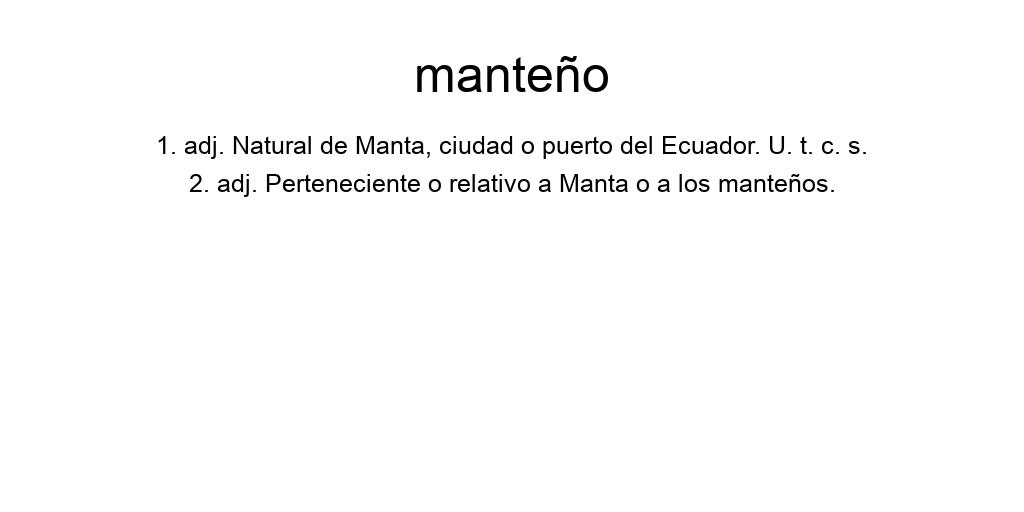 manteño
1. adj. Natural de Manta, ciudad o puerto del Ecuador. U. t. c. s.
2. adj. Perteneciente o relativo a Manta o a los manteños.